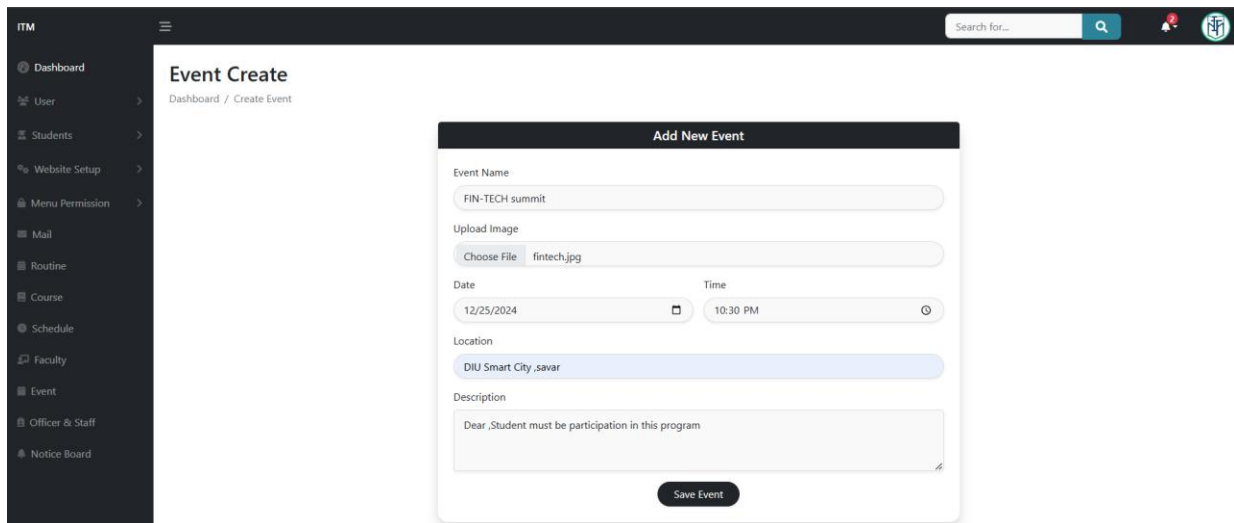 ITM
Search for...
2
Dashboard
User
Students
Website Setup
Menu Permission
Mail
Routine
Course
Schedule
Faculty
Event
Officer & Staff
Notice Board
Event Create
Dashboard / Create Event
Add New Event
Event Name
FIN-TECH summit
Upload Image
Choose File fintech.jpg
Date Time
12/25/2024 10:30 PM
Location
DIU Smart City ,savar
Description
Dear ,Student must be participation in this program
Save Event